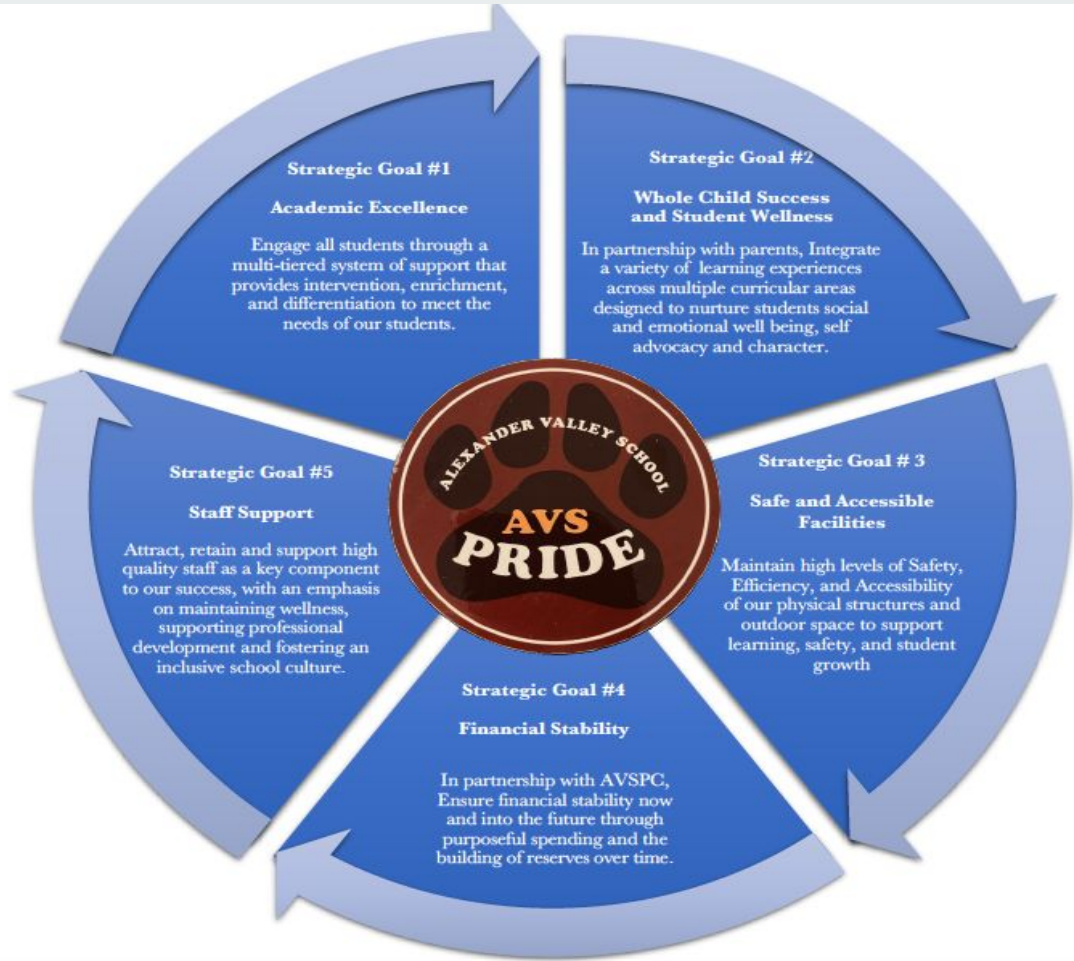 Strategic Goal #1
Academic Excellence
Engage all students through a
multi-tiered system of support that
provides intervention, enrichment,
and differentiation to meet the
needs of our students.
Strategic Goal #2
Whole Child Success
and Student Wellness
In partnership with parents, Integrate
a variety of learning experiences
across multiple curricular areas
designed to nurture students social
and emotional well being, self
advocacy and character.
Strategic Goal # 3
Safe and Accessible
Facilities
Maintain high levels of Safety,
Efficiency, and Accessibility
of our physical structures and
outdoor space to support
learning, safety, and student
growth
Strategic Goal #4
Financial Stability
In partnership with AVSPC,
Ensure financial stability now
and into the future through
purposeful spending and the
building of reserves over time.
Strategic Goal #5
Staff Support
Attract, retain and support high
quality staff as a key component
to our success, with an emphasis
on maintaining wellness,
supporting professional
development and fostering an
inclusive school culture.
ALEXANDER VALLEY SCHOOL
AVS
PRIDE